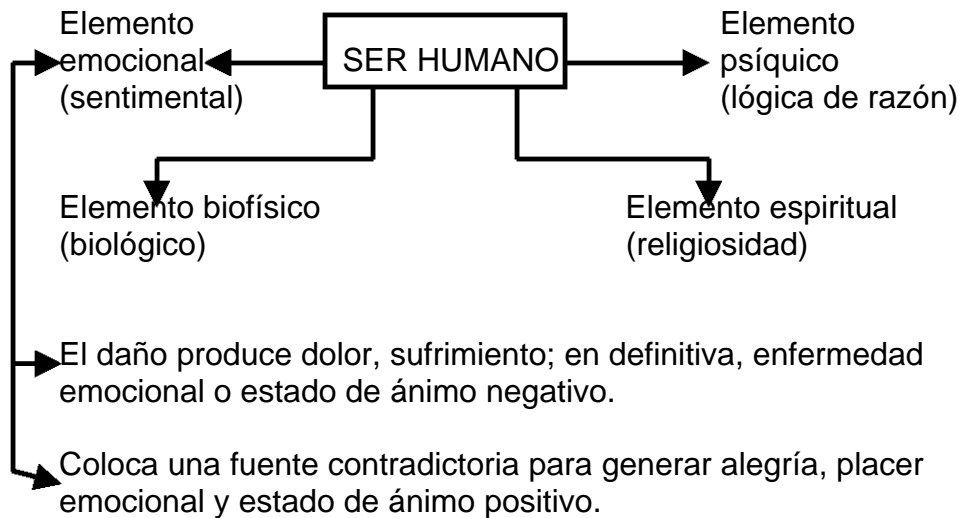 Elemento
emocional
(sentimental)
SER HUMANO
Elemento
psíquico
(lógica de razón)
Elemento biofísico
(biológico)
Elemento espiritual
(religiosidad)
El daño produce dolor, sufrimiento; en definitiva, enfermedad
emocional o estado de ánimo negativo.
Coloca una fuente contradictoria para generar alegría, placer
emocional y estado de ánimo positivo.